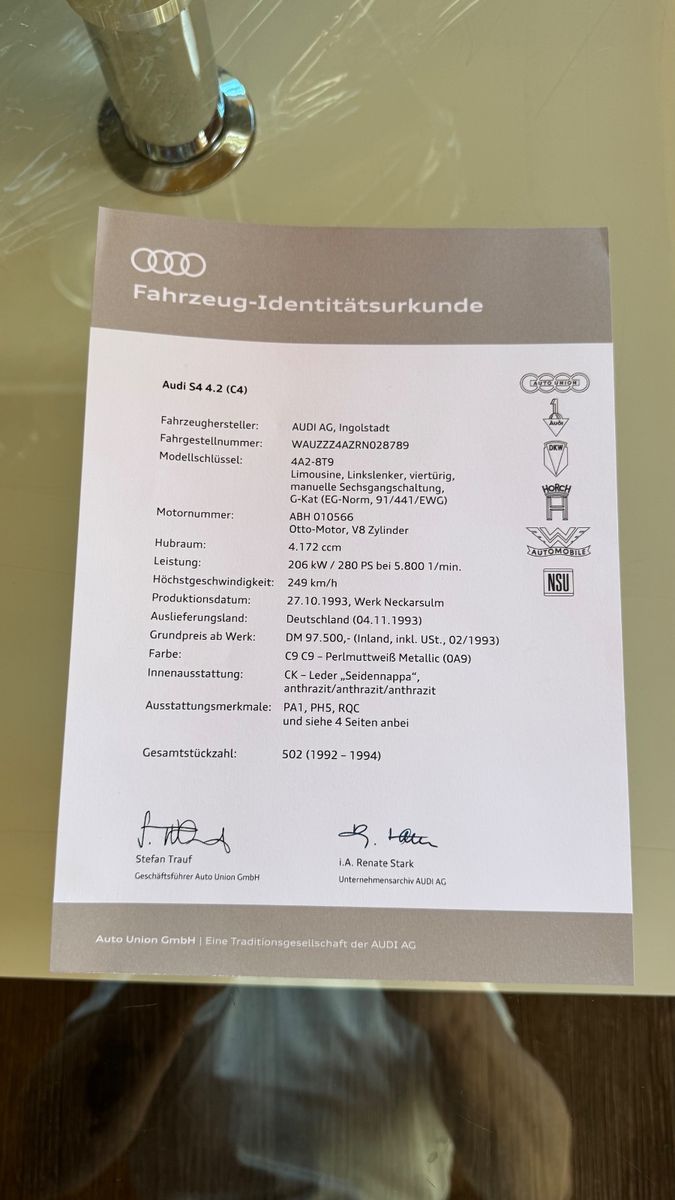 Fahrzeug-Identitätsurkunde
Audi S4 4.2 (C4)
Fahrzeughersteller: AUDI AG, Ingolstadt
Fahrgestellnummer: WAUZZZ4AZRN028789
Modellschlüssel: 4A2-8T9
Limousine, Linkslenker, viertürig,
manuelle Sechsgangschaltung,
G-Kat (EG-Norm, 91/441/EWG)
Motornummer: ABH 010566
Otto-Motor, V8 Zylinder
Hubraum: 4.172 ccm
Leistung: 206 kW / 280 PS bei 5.800 1/min.
Höchstgeschwindigkeit: 249 km/h
Produktionsdatum: 27.10.1993, Werk Neckarsulm
Auslieferungsland: Deutschland (04.11.1993)
Grundpreis ab Werk: DM 97.500,- (Inland, inkl. USt., 02/1993)
Farbe: C9 C9 – Perlmuttweiß Metallic (0A9)
Innenausstattung: CK – Leder „Seidennappa“,
anthrazit/anthrazit/anthrazit
Ausstattungsmerkmale: PA1, PH5, RQC
und siehe 4 Seiten anbei
Gesamtstückzahl: 502 (1992 – 1994)
AUTO UNION
Audi
DKW
HORCH
W
AUTOMOBILE
NSU
Stefan Trauf
Geschäftsführer Auto Union GmbH
i.A. Renate Stark
Unternehmensarchiv AUDI AG
Auto Union GmbH | Eine Traditionsgesellschaft der AUDI AG